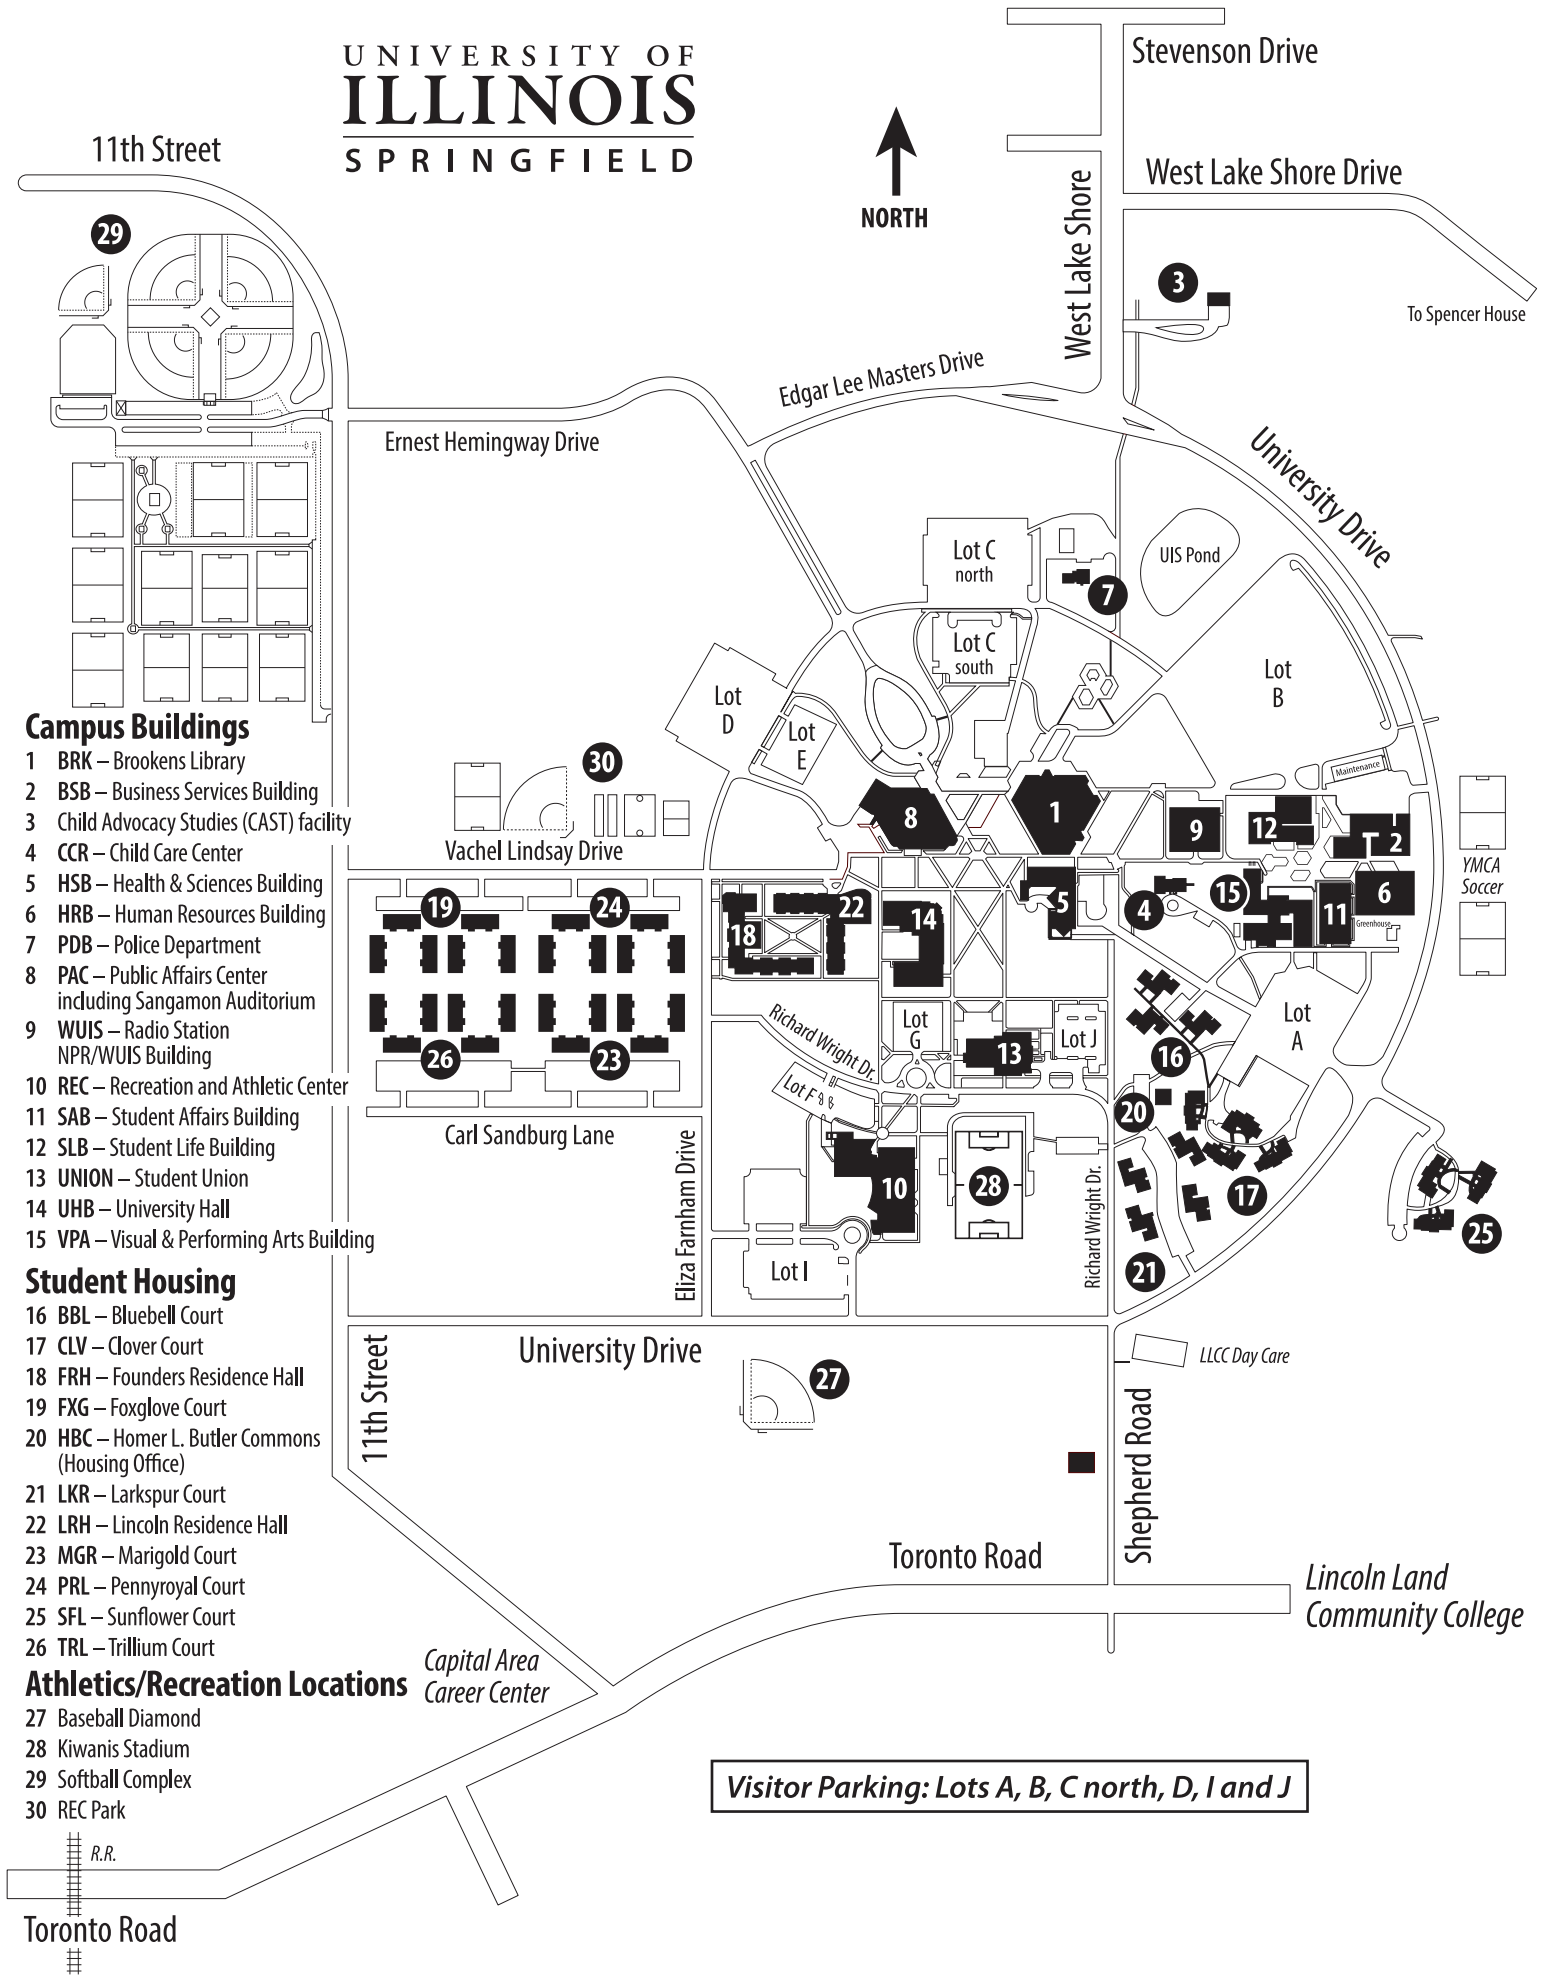 UNIVERSITY OF
ILLINOIS
SPRINGFIELD
NORTH
Stevenson Drive
West Lake Shore Drive
West Lake Shore
To Spencer House
11th Street
29
3
Edgar Lee Masters Drive
Ernest Hemingway Drive
University Drive
Lot C
north
UIS Pond
7
Lot C
south
Lot
B
Lot
D
Lot
E
30
Maintenance
8
1
9
12
2
Vachel Lindsay Drive
YMCA
Soccer
19
24
18
22
14
5
4
15
11
6
Greenhouse
26
23
Richard Wright Dr.
Lot
G
13
Lot J
Lot
A
16
Lot F
20
Carl Sandburg Lane
Eliza Farnham Drive
10
28
Richard Wright Dr.
17
25
21
Lot I
University Drive
11th Street
27
LLCC Day Care
Shepherd Road
Toronto Road
Lincoln Land
Community College
Capital Area
Career Center
Campus Buildings
1 BRK – Brookens Library
2 BSB – Business Services Building
3 Child Advocacy Studies (CAST) facility
4 CCR – Child Care Center
5 HSB – Health & Sciences Building
6 HRB – Human Resources Building
7 PDB – Police Department
8 PAC – Public Affairs Center
including Sangamon Auditorium
9 WUIS – Radio Station
NPR/WUIS Building
10 REC – Recreation and Athletic Center
11 SAB – Student Affairs Building
12 SLB – Student Life Building
13 UNION – Student Union
14 UHB – University Hall
15 VPA – Visual & Performing Arts Building
Student Housing
16 BBL – Bluebell Court
17 CLV – Clover Court
18 FRH – Founders Residence Hall
19 FXG – Foxglove Court
20 HBC – Homer L. Butler Commons
(Housing Office)
21 LKR – Larkspur Court
22 LRH – Lincoln Residence Hall
23 MGR – Marigold Court
24 PRL – Pennyroyal Court
25 SFL – Sunflower Court
26 TRL – Trillium Court
Athletics/Recreation Locations
27 Baseball Diamond
28 Kiwanis Stadium
29 Softball Complex
30 REC Park
Visitor Parking: Lots A, B, C north, D, I and J
R.R.
Toronto Road